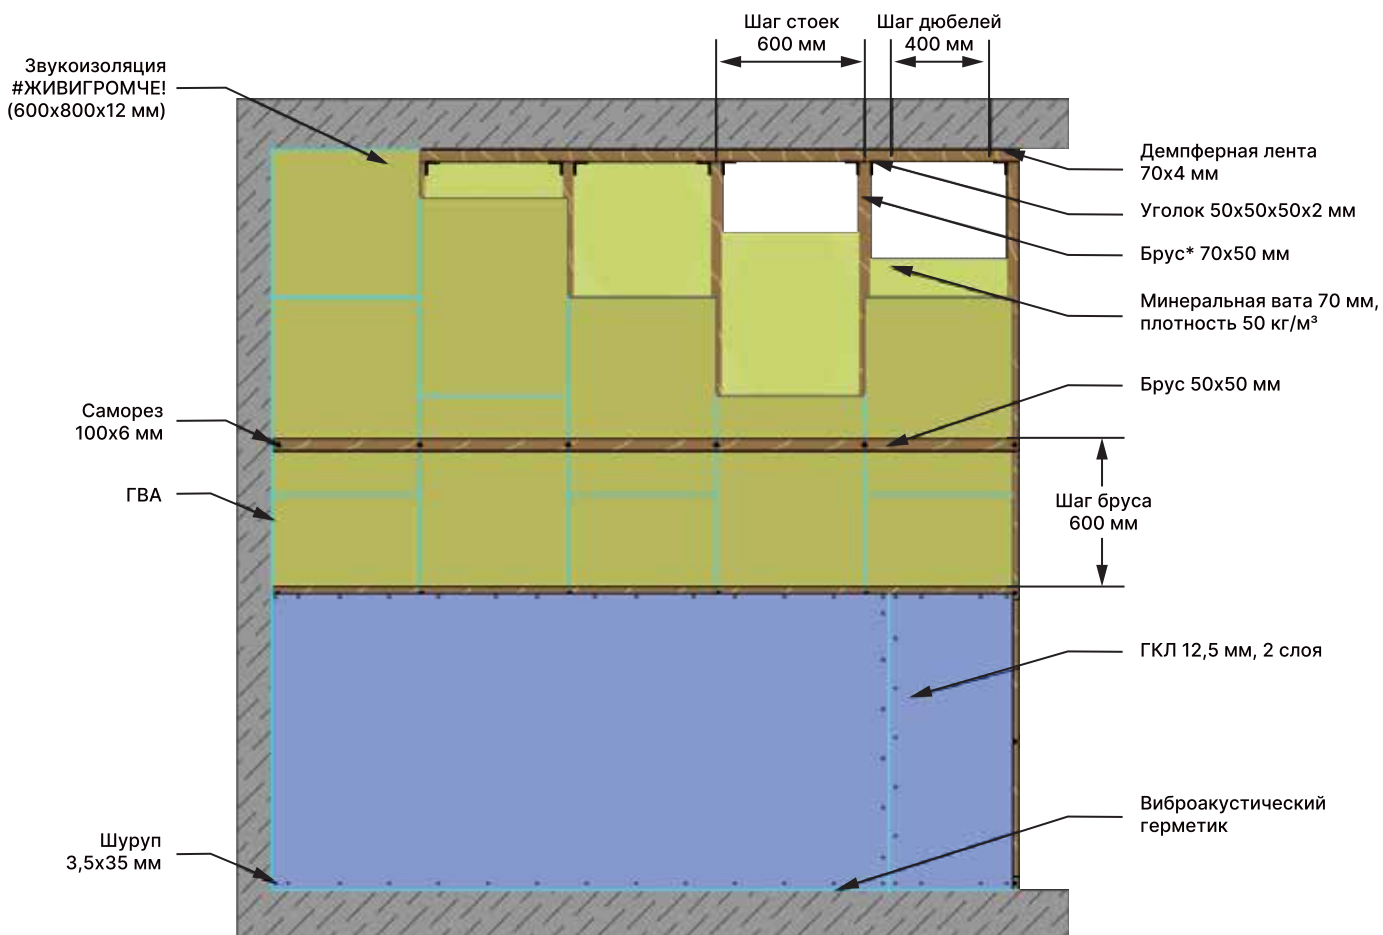 Шаг стоек
600 мм
Шаг дюбелей
400 мм
Звукоизоляция
#ЖИВИГРОМЧЕ!
(600х800х12 мм)
Демпферная лента
70х4 мм
Уголок 50х50х50х2 мм
Брус* 70х50 мм
Минеральная вата 70 мм,
плотность 50 кг/м³
Брус 50х50 мм
Саморез
100х6 мм
ГВА
Шаг бруса
600 мм
ГКЛ 12,5 мм, 2 слоя
Виброакустический
герметик
Шуруп
3,5х35 мм